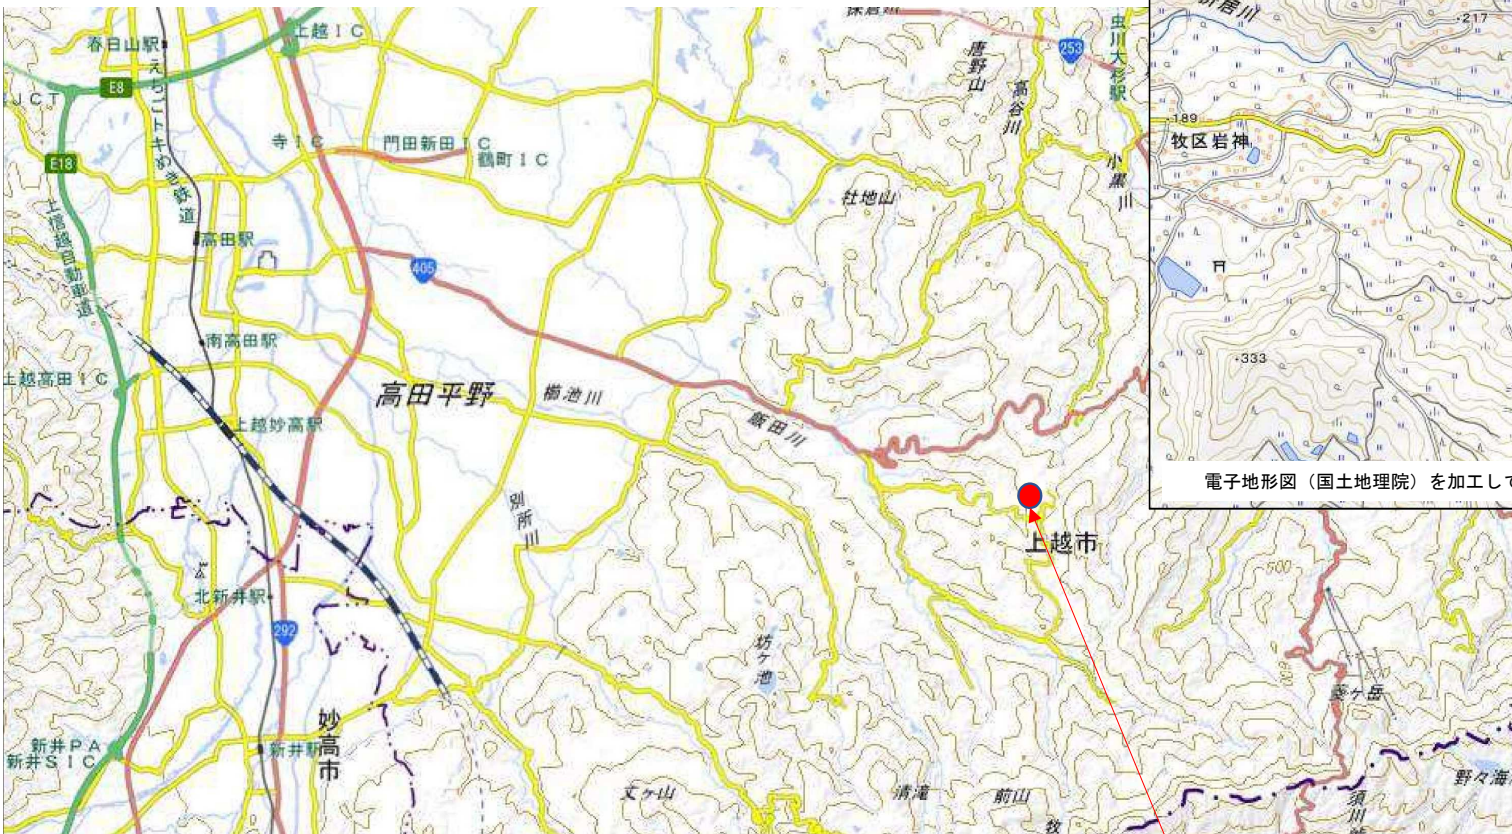 春日山駅
上越IC
E8
JCT
えちごトキめき鉄道
E18
寺IC
門田新田IC
鶴町IC
唐野山
高谷川
253
虫川大杉駅
小黒川
社地山
上信越自動車道
高田駅
405
南高田駅
上越高田IC
高田平野
櫛池川
飯田川
上越妙高駅
別所川
上越市
北新井駅
292
坊ヶ池
妙高市
新井PA
新井SIC
新井駅
丈ヶ山
清滝
前山
牧
500
菱ヶ岳
野々海
須川
217
189
牧区岩神
333
電子地形図（国土地理院）を加工して